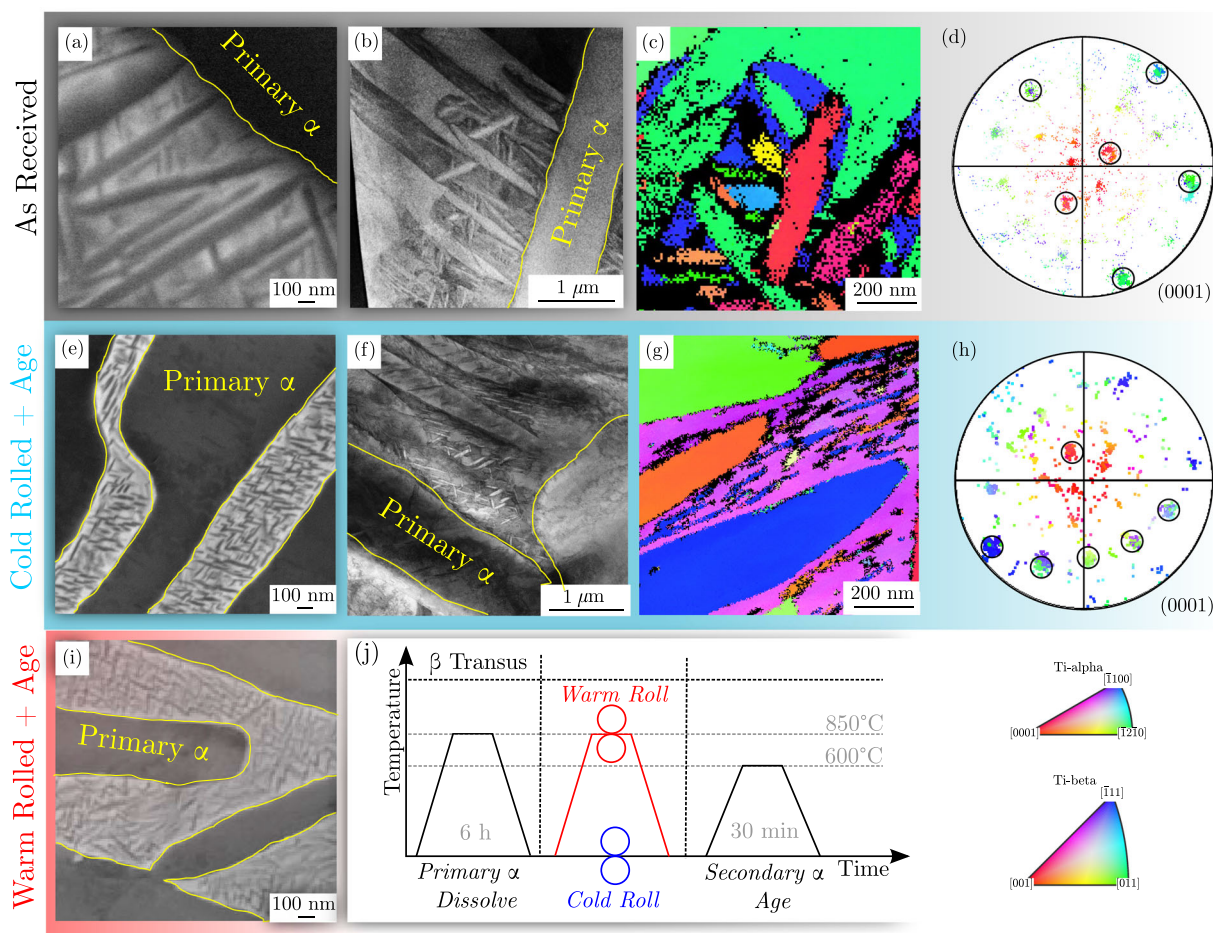 As Received
(a)
Primary α
100 nm
(b)
Primary α
1 μm
(c)
200 nm
(d)
(0001)
Cold Rolled + Age
(e)
Primary α
100 nm
(f)
Primary α
1 μm
(g)
200 nm
(h)
(0001)
Warm Rolled + Age
(i)
Primary α
100 nm
(j)
Temperature
β Transus
Warm Roll
850°C
600°C
6 h
30 min
Time
Primary α
Dissolve
Cold Roll
Secondary α
Age
Ti-alpha
[1̅100]
[0001]
[1̅21̅0]
Ti-beta
[1̅11]
[001]
[011]